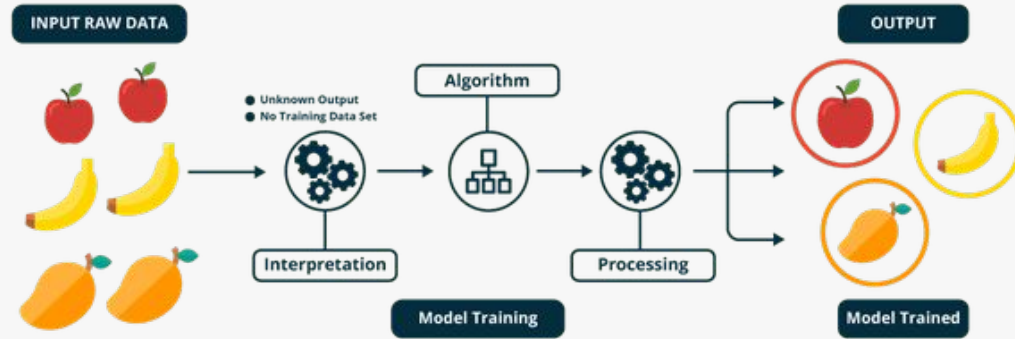 INPUT RAW DATA
OUTPUT
Algorithm
Unknown Output
No Training Data Set
Interpretation
Processing
Model Training
Model Trained